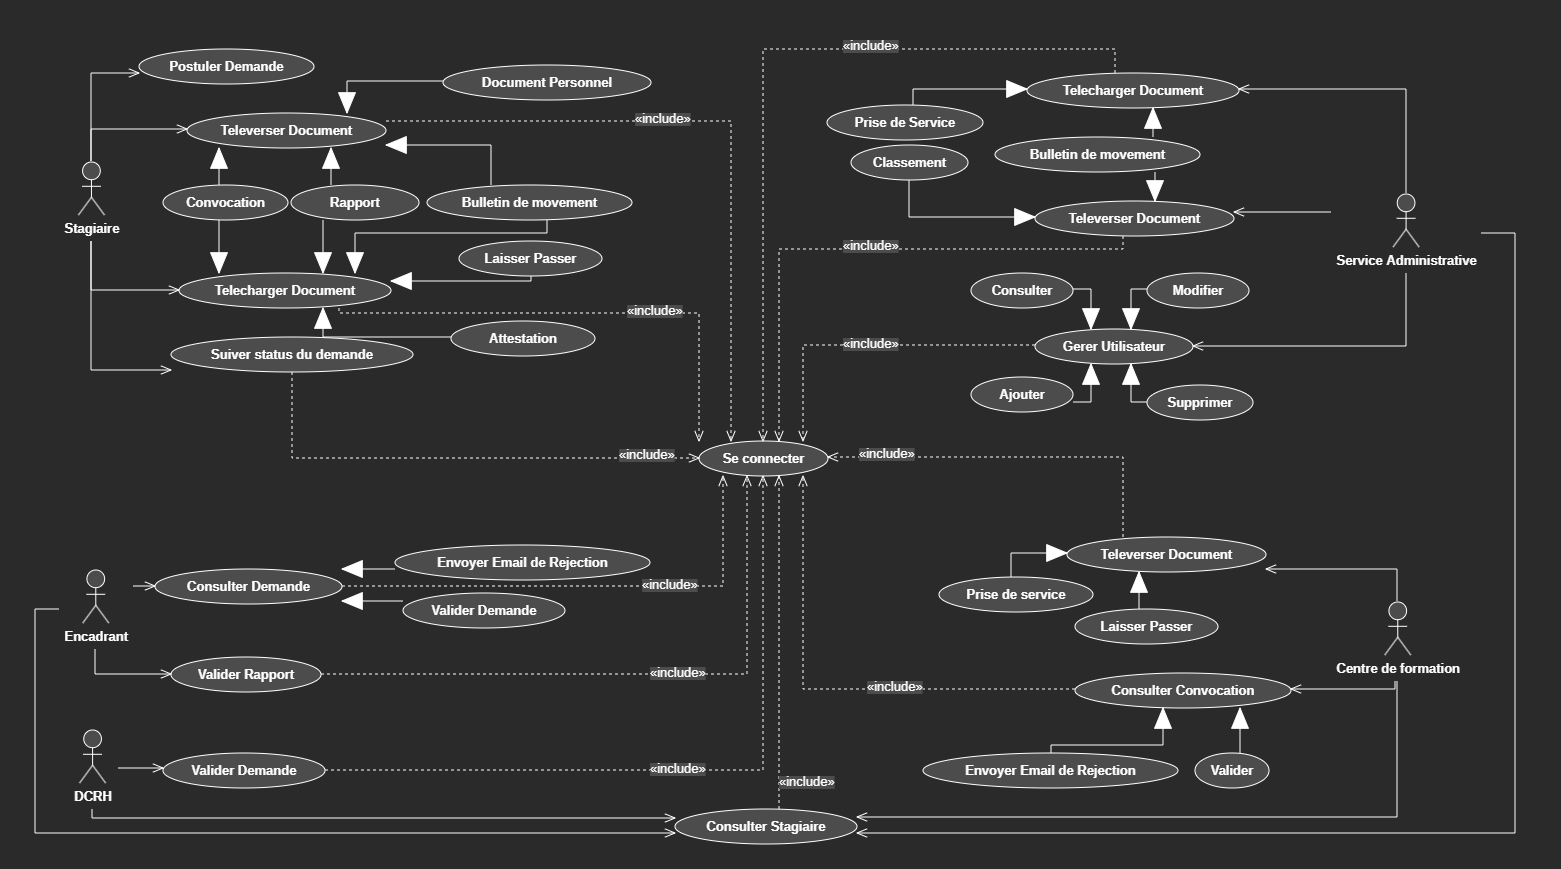 «include»
Postuler Demande
Document Personnel
Telecharger Document
«include»
Prise de Service
Televerser Document
Bulletin de movement
Classement
Convocation
Rapport
Bulletin de movement
Stagiaire
Televerser Document
«include»
Service Administrative
Laisser Passer
Telecharger Document
Consulter
Modifier
«include»
Attestation
«include»
Gerer Utilisateur
Suiver status du demande
Ajouter
Supprimer
«include»
Se connecter
«include»
Televerser Document
Envoyer Email de Rejection
Consulter Demande
«include»
Prise de service
Valider Demande
Laisser Passer
Encadrant
Centre de formation
Valider Rapport
«include»
«include»
Consulter Convocation
Valider Demande
«include»
Envoyer Email de Rejection
Valider
«include»
DCRH
Consulter Stagiaire